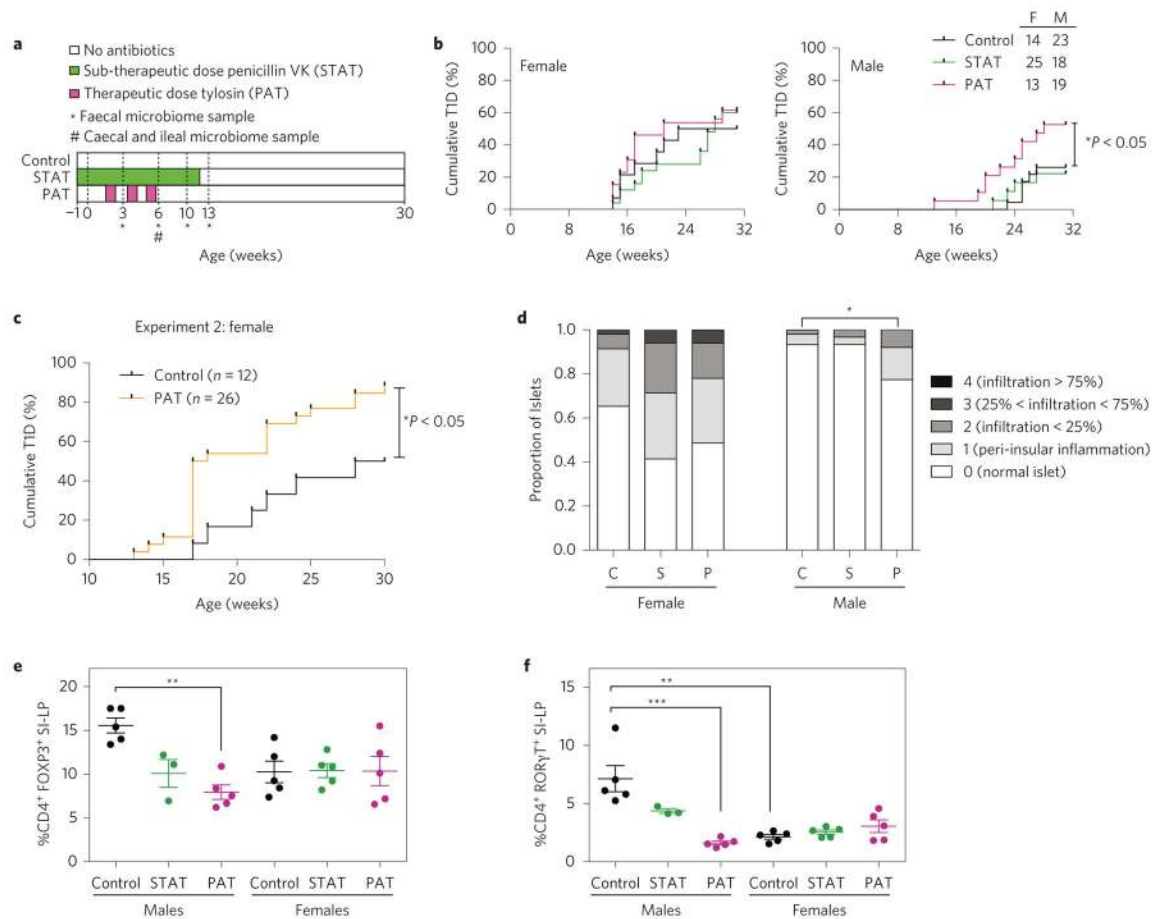 a
No antibiotics
Sub-therapeutic dose penicillin VK (STAT)
Therapeutic dose tylosin (PAT)
* Faecal microbiome sample
# Caecal and ileal microbiome sample
Control
STAT
PAT
−1 0 3 6 10 13 30
* * * *
#
Age (weeks)
b
F M
Control 14 23
STAT 25 18
PAT 13 19
Female
Cumulative T1D (%)
100
80
60
40
20
0
0 8 16 24 32
Age (weeks)
Male
Cumulative T1D (%)
100
80
60
40
20
0
0 8 16 24 32
Age (weeks)
*P < 0.05
c
Experiment 2: female
Control (n = 12)
PAT (n = 26)
Cumulative T1D (%)
100
80
60
40
20
0
10 15 20 25 30
Age (weeks)
*P < 0.05
d
*
Proportion of Islets
1.0
0.8
0.6
0.4
0.2
0.0
C S P C S P
Female Male
4 (infiltration > 75%)
3 (25% < infiltration < 75%)
2 (infiltration < 25%)
1 (peri-insular inflammation)
0 (normal islet)
e
**
%CD4⁺ FOXP3⁺ SI-LP
20
15
10
5
0
Control STAT PAT Control STAT PAT
Males Females
f
**
***
%CD4⁺ RORγT⁺ SI-LP
15
10
5
0
Control STAT PAT Control STAT PAT
Males Females